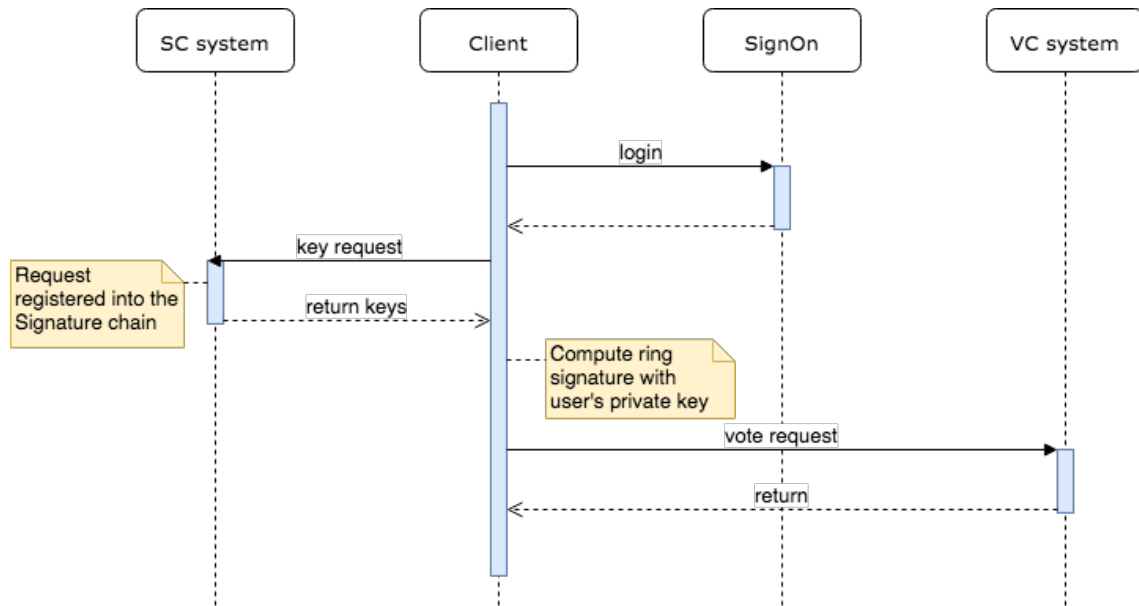 SC system
Client
SignOn
VC system
login
key request
Request
registered into the
Signature chain
return keys
Compute ring
signature with
user's private key
vote request
return